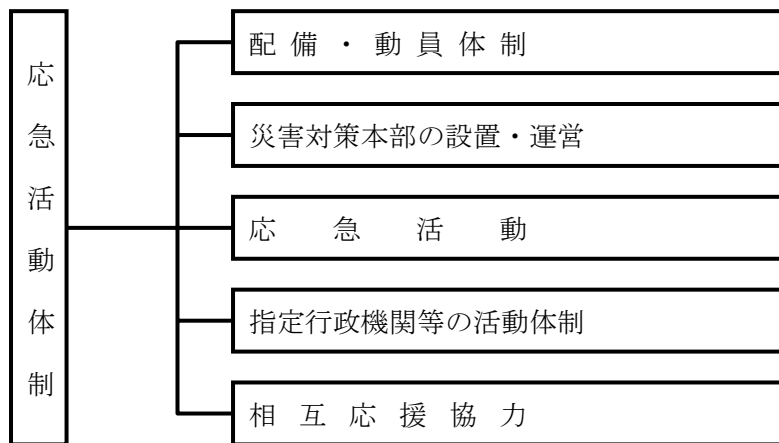 応急活動体制
配備・動員体制
災害対策本部の設置・運営
応急活動
指定行政機関等の活動体制
相互応援協力